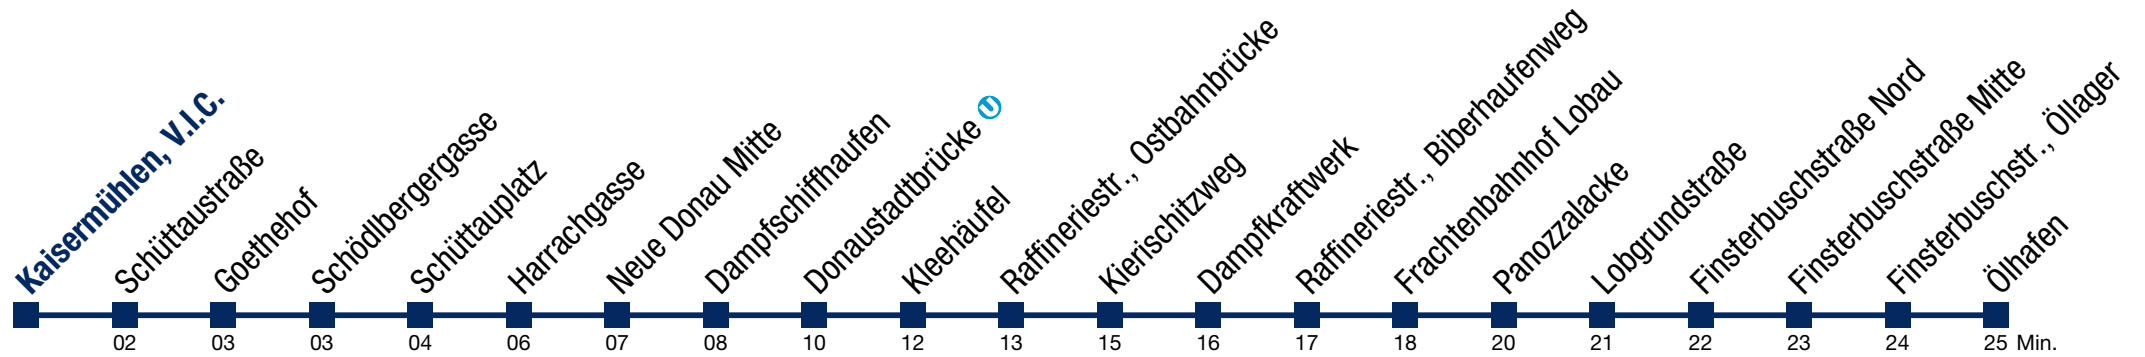 Kaisermühlen, V.I.C.
Schüttaustraße
Goethehof
Schödlbergergasse
Schüttauplatz
Harrachgasse
Neue Donau Mitte
Dampfschiffhaufen
Donaustadtbrücke U
Kleehäufel
Raffineriestr., Ostbahnbrücke
Kierischitzweg
Dampfkraftwerk
Raffineriestr., Biberhaufenweg
Frachtenbahnhof Lobau
Panozzalacke
Lobgrundstraße
Finsterbuschstraße Nord
Finsterbuschstraße Mitte
Finsterbuschstr., Öllager
Ölhafen
02 03 03 04 06 07 08 10 12 13 15 16 17 18 20 21 22 23 24 25 Min.